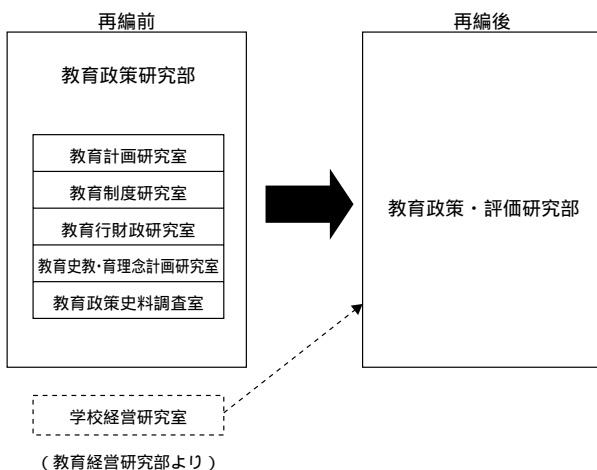 再編前
再編後
教育政策研究部
教育計画研究室
教育制度研究室
教育行財政研究室
教育史教・育理念計画研究室
教育政策史料調査室
教育政策・評価研究部
学校経営研究室
(教育経営研究部より)